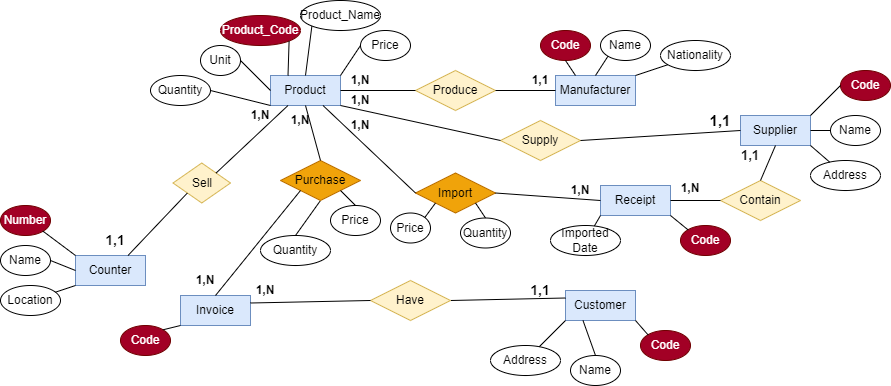 Product_Name
Product_Code
Price
Unit
Quantity
Product
1,N
1,N
1,N
1,N
1,N
Produce
1,1
Manufacturer
Code
Name
Nationality
Supply
1,1
Supplier
Code
Name
Address
1,1
Sell
Purchase
Price
Quantity
Import
Price
Quantity
1,N
Receipt
1,N
Contain
Imported
Date
Code
Number
Name
Location
1,1
Counter
1,N
Invoice
1,N
Code
Have
1,1
Customer
Address
Name
Code